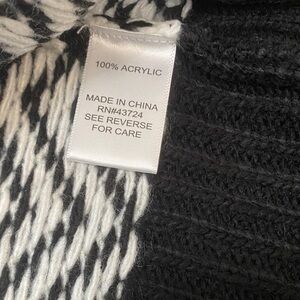 100% ACRYLIC
MADE IN CHINA
RN#43724
SEE REVERSE
FOR CARE